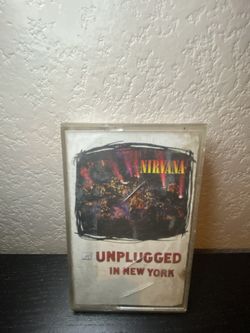 NIRVANA
UNPLUGGED
IN NEW YORK